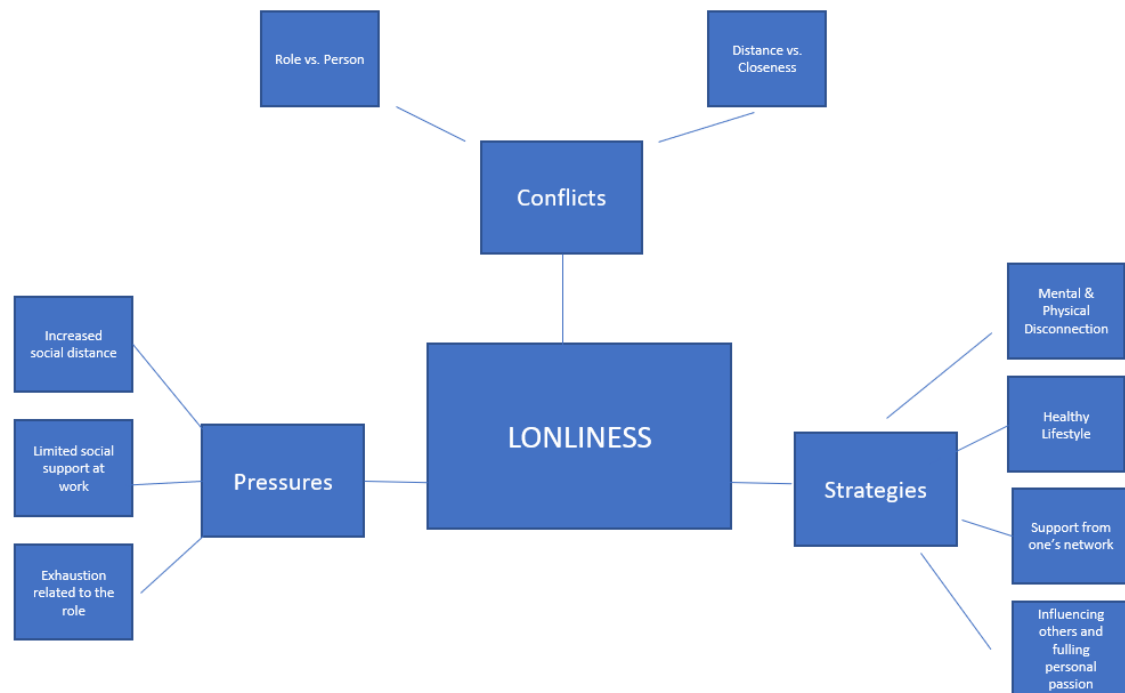 Role vs. Person
Distance vs.
Closeness
Conflicts
Increased
social distance
Limited social
support at
work
Exhaustion
related to the
role
Pressures
LONLINESS
Strategies
Mental &
Physical
Disconnection
Healthy
Lifestyle
Support from
one's network
Influencing
others and
fulling
personal
passion